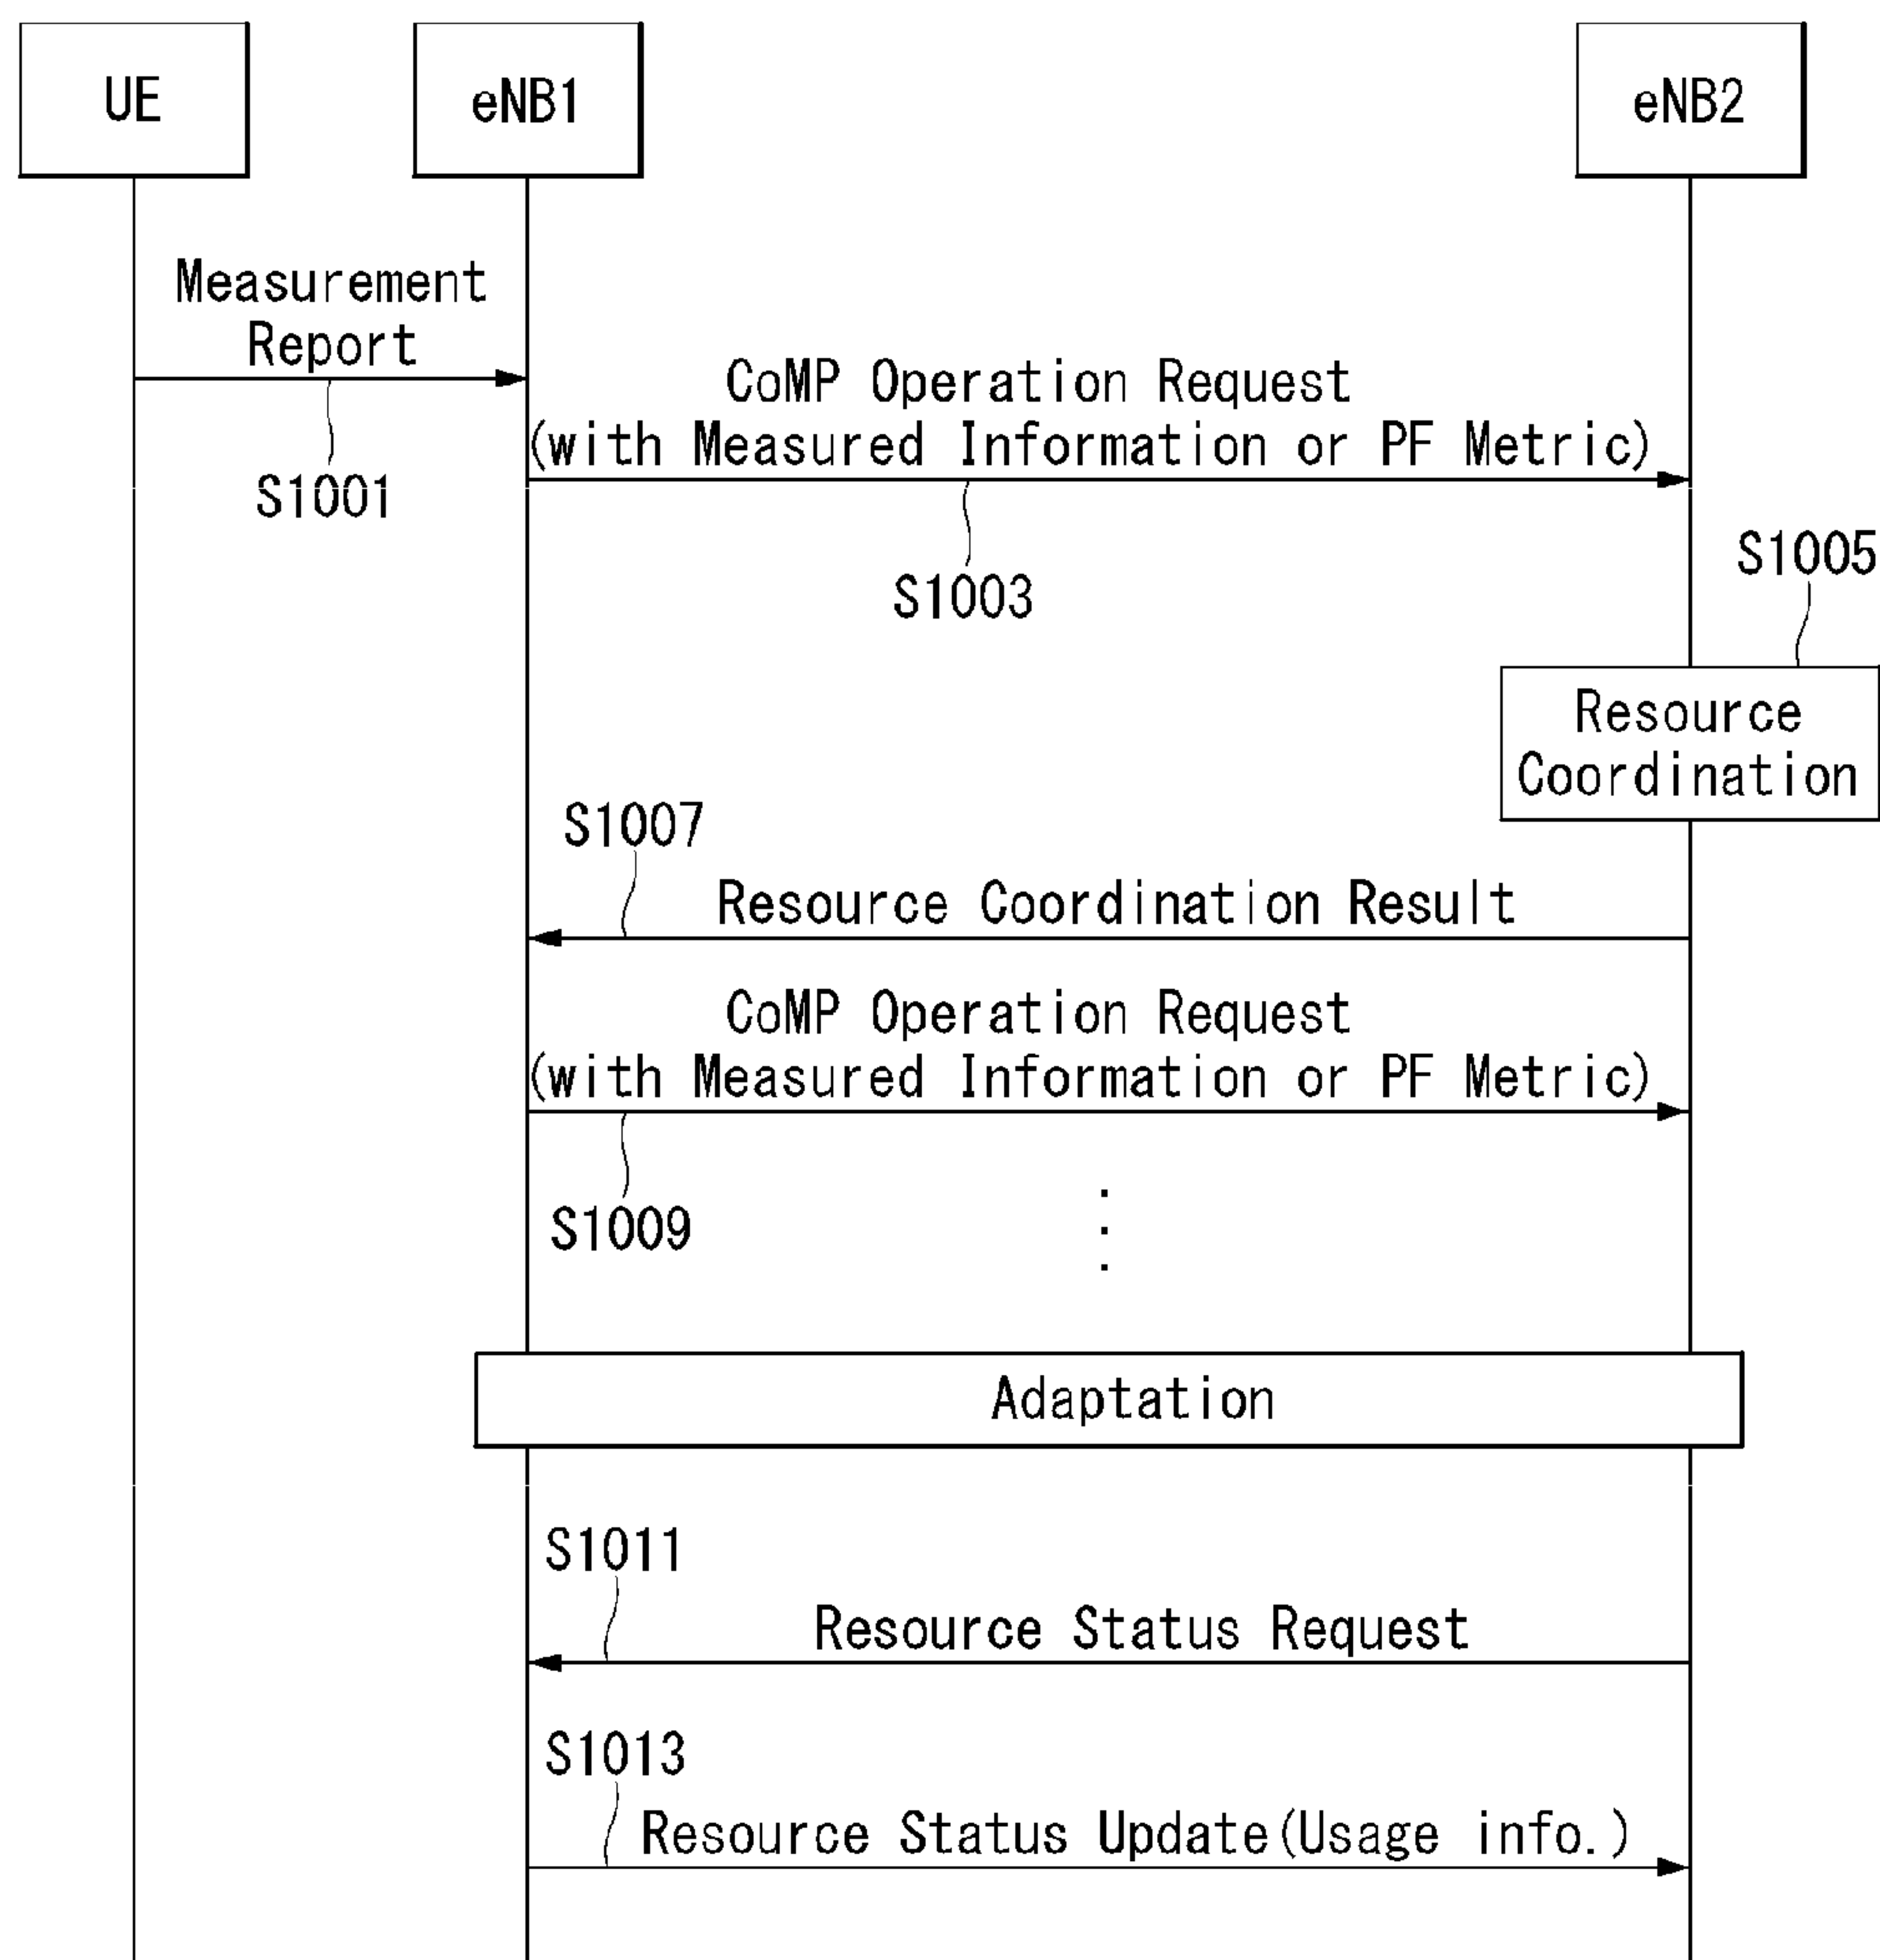 UE
eNB1
eNB2
Measurement
Report
CoMP Operation Request
(with Measured Information or PF Metric)
S1001
S1003
S1005
Resource
Coordination
S1007
Resource Coordination Result
CoMP Operation Request
(with Measured Information or PF Metric)
S1009
Adaptation
S1011
Resource Status Request
S1013
Resource Status Update(Usage info.)